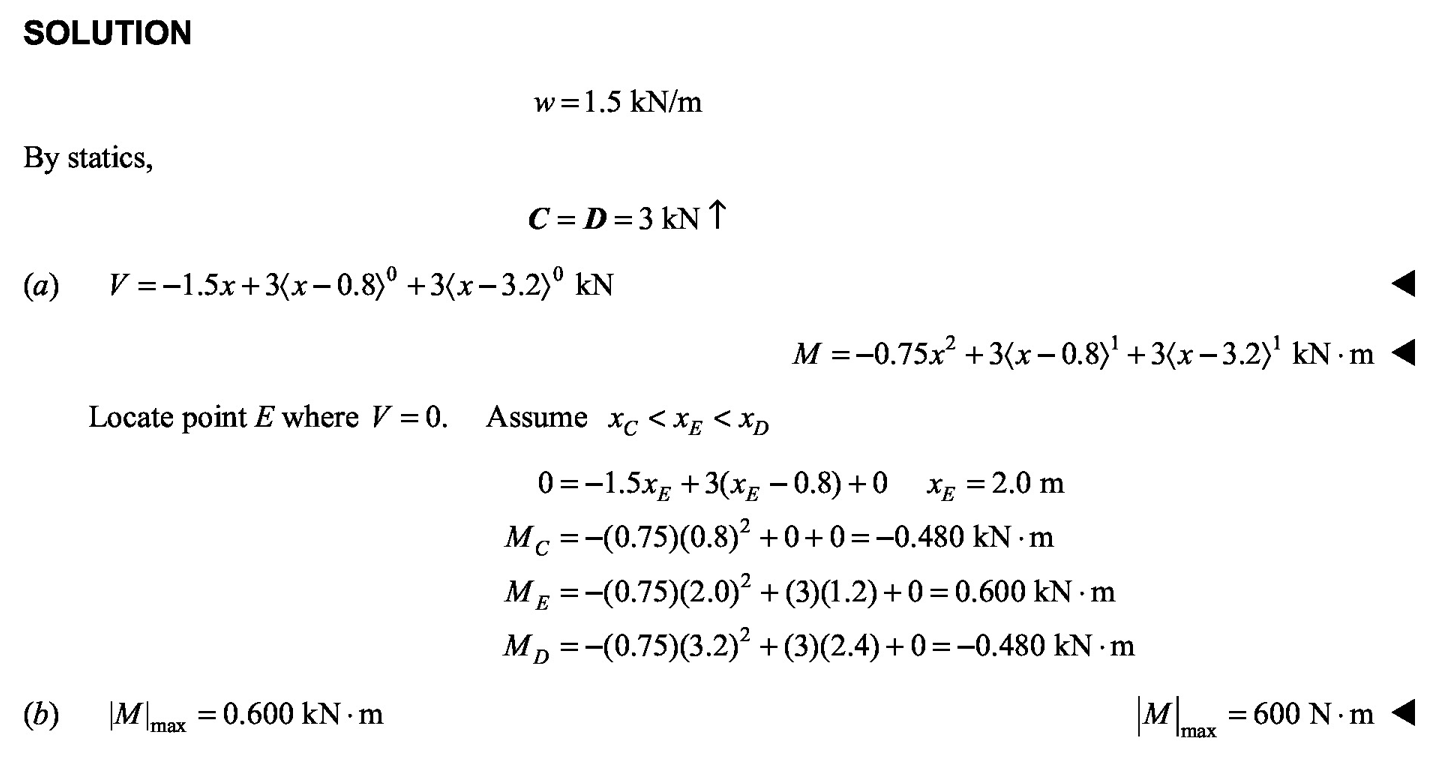 SOLUTION
w = 1.5 kN/m
By statics,
C = D = 3 kN ↑
(a) V = −1.5x + 3⟨x − 0.8⟩⁰ + 3⟨x − 3.2⟩⁰ kN ◀
M = −0.75x² + 3⟨x − 0.8⟩¹ + 3⟨x − 3.2⟩¹ kN · m ◀
Locate point E where V = 0. Assume x_C < x_E < x_D
0 = −1.5x_E + 3(x_E − 0.8) + 0 x_E = 2.0 m
M_C = −(0.75)(0.8)² + 0 + 0 = −0.480 kN · m
M_E = −(0.75)(2.0)² + (3)(1.2) + 0 = 0.600 kN · m
M_D = −(0.75)(3.2)² + (3)(2.4) + 0 = −0.480 kN · m
(b) |M|_max = 0.600 kN · m |M|_max = 600 N · m ◀